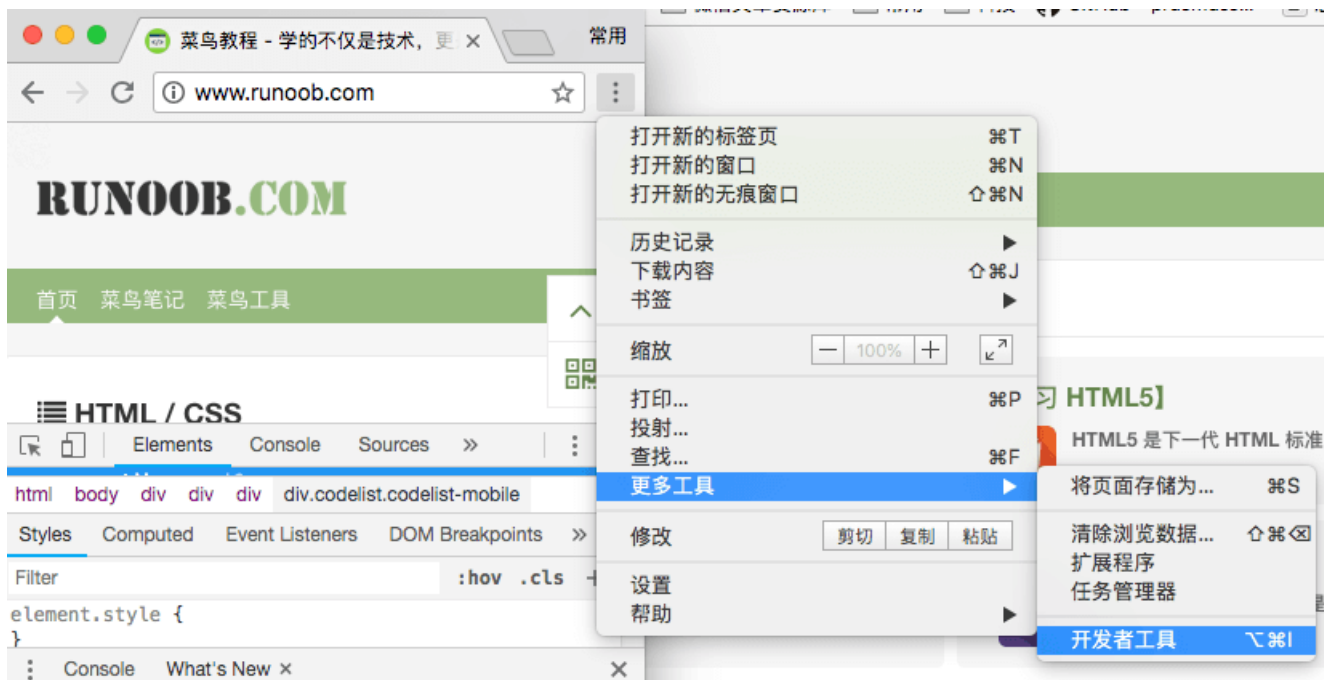 菜鸟教程 - 学的不仅是技术，更
常用
www.runoob.com
RUNOOB.COM
首页 菜鸟笔记 菜鸟工具
HTML / CSS
Elements Console Sources »
html body div div div div.codelist.codelist-mobile
Styles Computed Event Listeners DOM Breakpoints »
Filter :hov .cls +
element.style {
}
Console What's New ×
打开新的标签页 ⌘T
打开新的窗口 ⌘N
打开新的无痕窗口 ⇧⌘N
历史记录 ▶
下载内容 ⇧⌘J
书签 ▶
缩放 — 100% +
打印... ⌘P
投射...
查找... ⌘F
更多工具 ▶
修改 剪切 复制 粘贴
设置
帮助 ▶
习 HTML5】
HTML5 是下一代 HTML 标准
将页面存储为... ⌘S
清除浏览数据... ⇧⌘⌫
扩展程序
任务管理器
开发者工具 ⌥⌘I